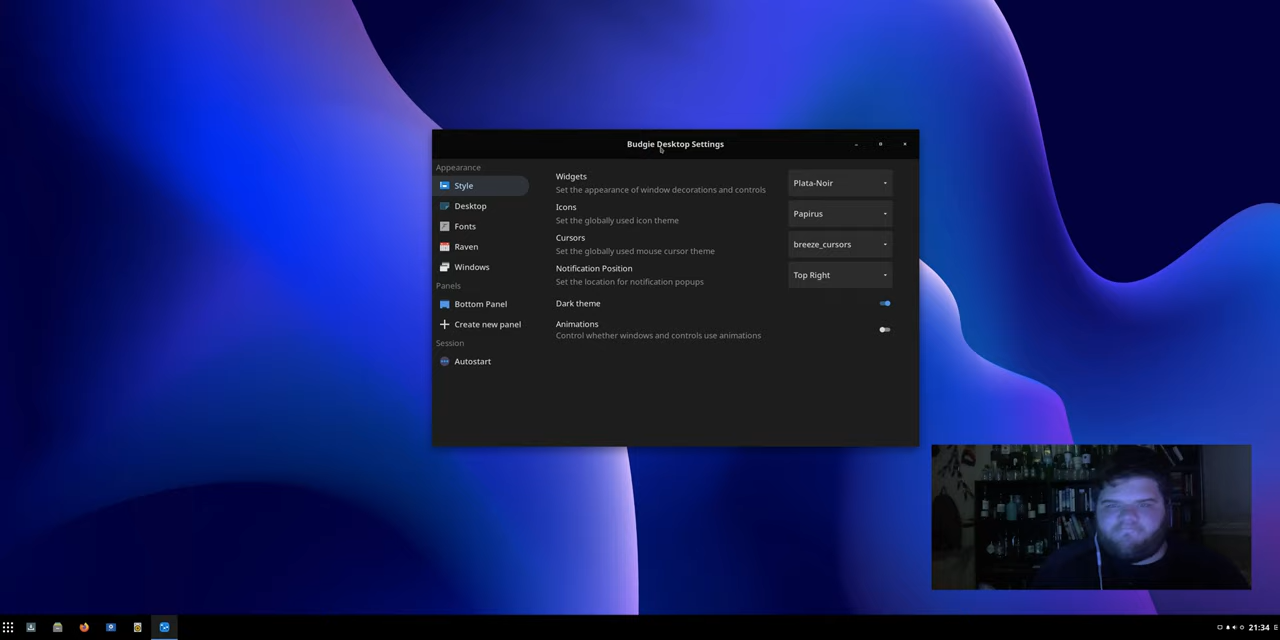 Budgie Desktop Settings
Appearance
Style
Desktop
Fonts
Raven
Windows
Panels
Bottom Panel
Create new panel
Session
Autostart
Widgets
Set the appearance of window decorations and controls
Plata-Noir
Icons
Set the globally used icon theme
Papirus
Cursors
Set the globally used mouse cursor theme
breeze_cursors
Notification Position
Set the location for notification popups
Top Right
Dark theme
Animations
Control whether windows and controls use animations
21:34